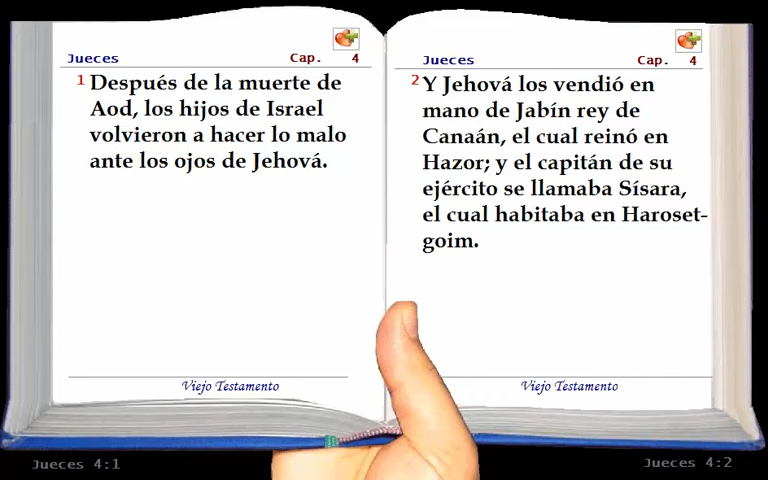 Jueces Cap. 4
1 Después de la muerte de
Aod, los hijos de Israel
volvieron a hacer lo malo
ante los ojos de Jehová.
Viejo Testamento
Jueces 4:1
Jueces Cap. 4
2 Y Jehová los vendió en
mano de Jabín rey de
Canaán, el cual reinó en
Hazor; y el capitán de su
ejército se llamaba Sísara,
el cual habitaba en Haroset-
goim.
Viejo Testamento
Jueces 4:2